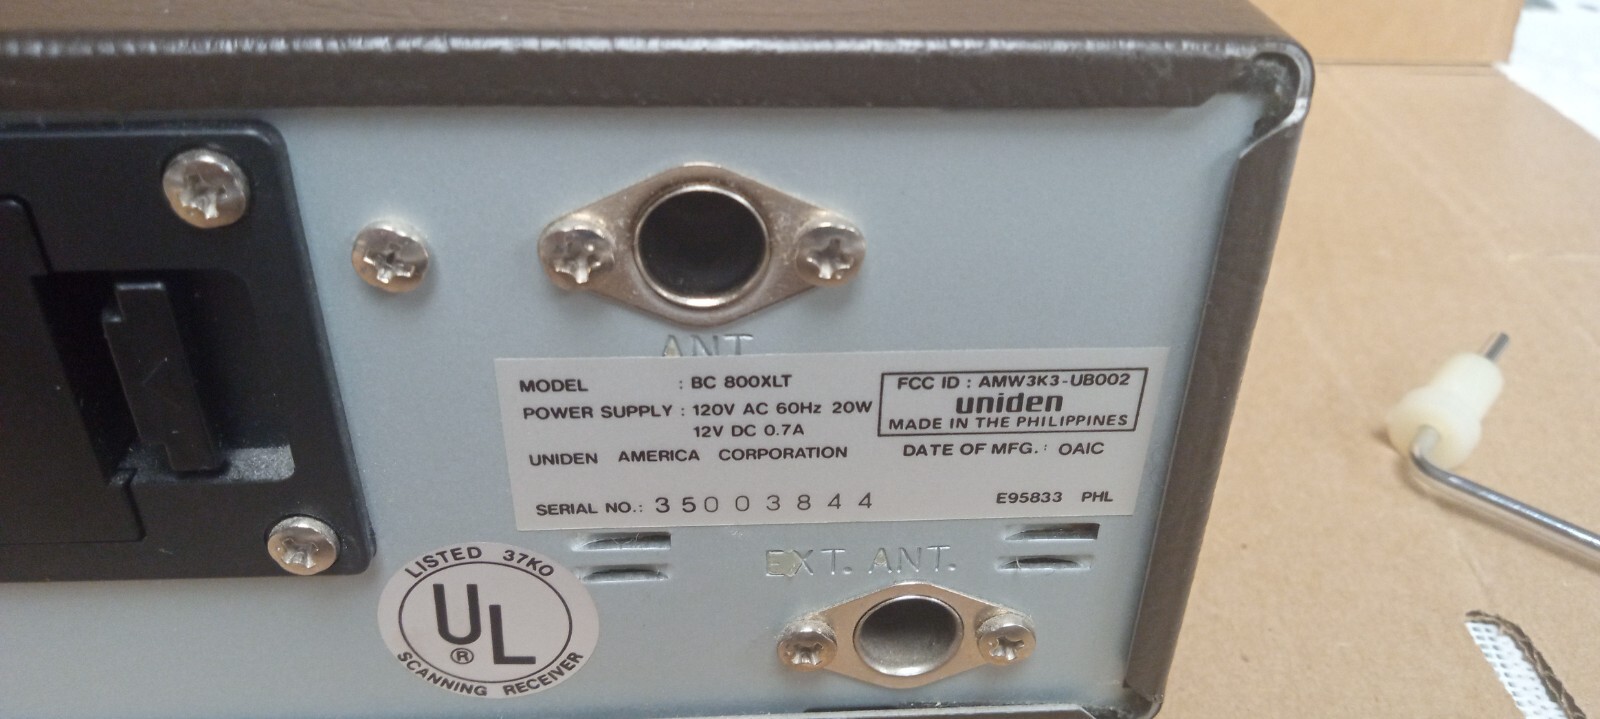 ANT
MODEL : BC 800XLT
POWER SUPPLY : 120V AC 60Hz 20W
12V DC 0.7A
FCC ID : AMW3K3-UB002
uniden
MADE IN THE PHILIPPINES
UNIDEN AMERICA CORPORATION
DATE OF MFG. : OAIC
SERIAL NO.: 35003844
E95833 PHL
LISTED 37K0
UL ®
SCANNING RECEIVER
EXT. ANT.